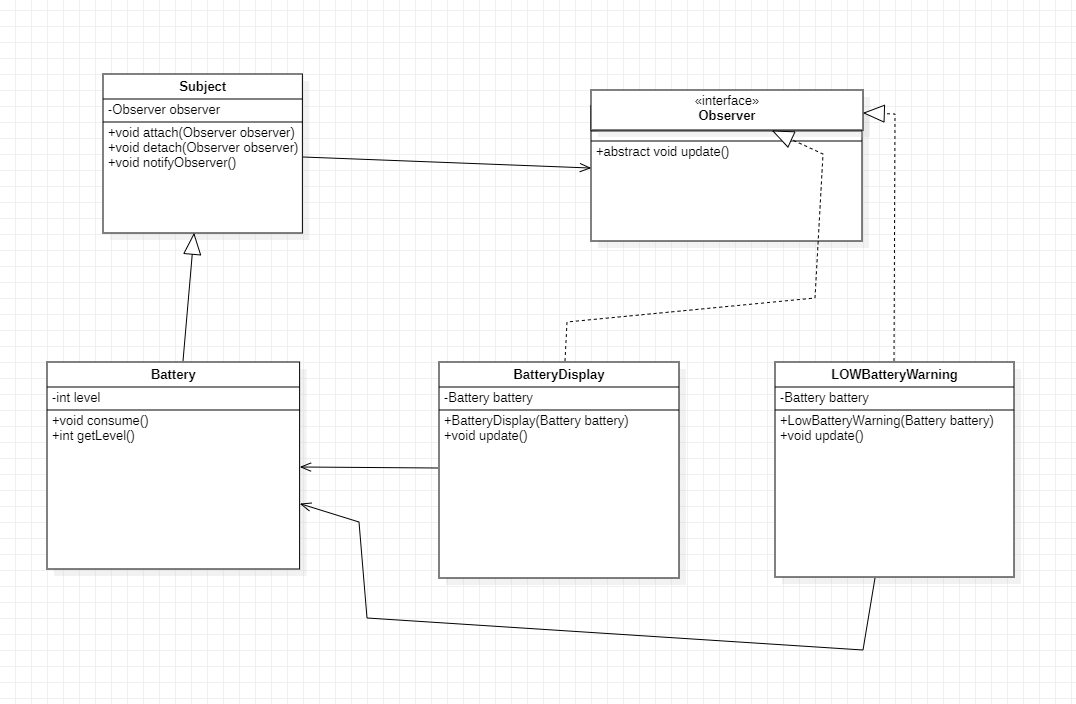 Subject
-Observer observer
+void attach(Observer observer)
+void detach(Observer observer)
+void notifyObserver()
«interface»
Observer
+abstract void update()
Battery
-int level
+void consume()
+int getLevel()
BatteryDisplay
-Battery battery
+BatteryDisplay(Battery battery)
+void update()
LOWBatteryWarning
-Battery battery
+LowBatteryWarning(Battery battery)
+void update()